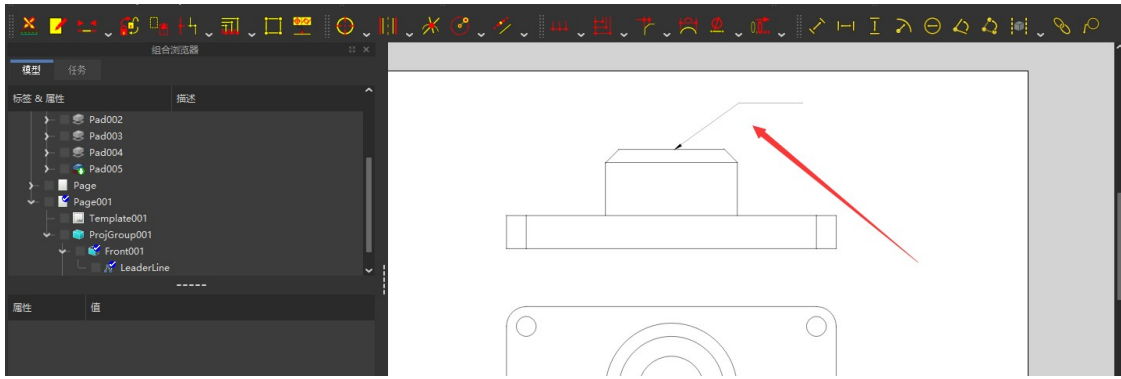 组合浏览器
模型 任务
标签 & 属性 描述
Pad002
Pad003
Pad004
Pad005
Page
Page001
Template001
ProjGroup001
Front001
LeaderLine
属性 值